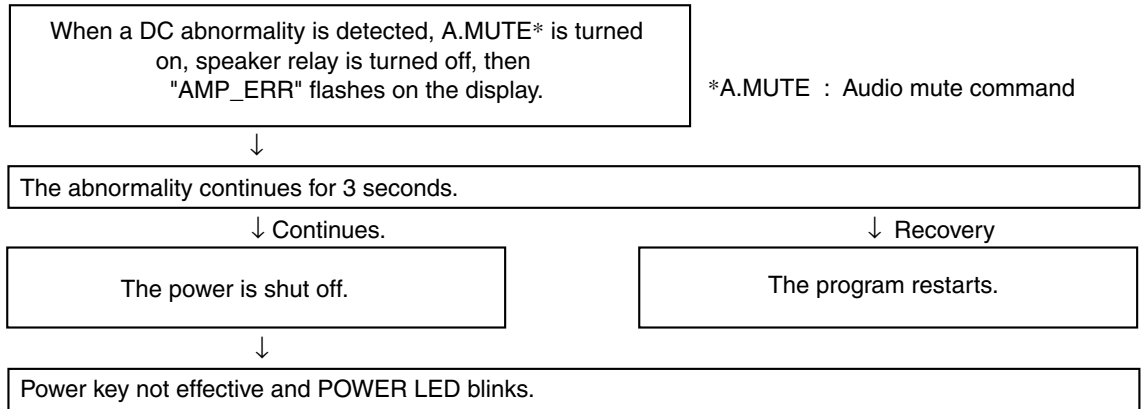 When a DC abnormality is detected, A.MUTE* is turned
on, speaker relay is turned off, then
"AMP_ERR" flashes on the display.
*A.MUTE : Audio mute command
↓
The abnormality continues for 3 seconds.
↓ Continues.
↓ Recovery
The power is shut off.
The program restarts.
↓
Power key not effective and POWER LED blinks.